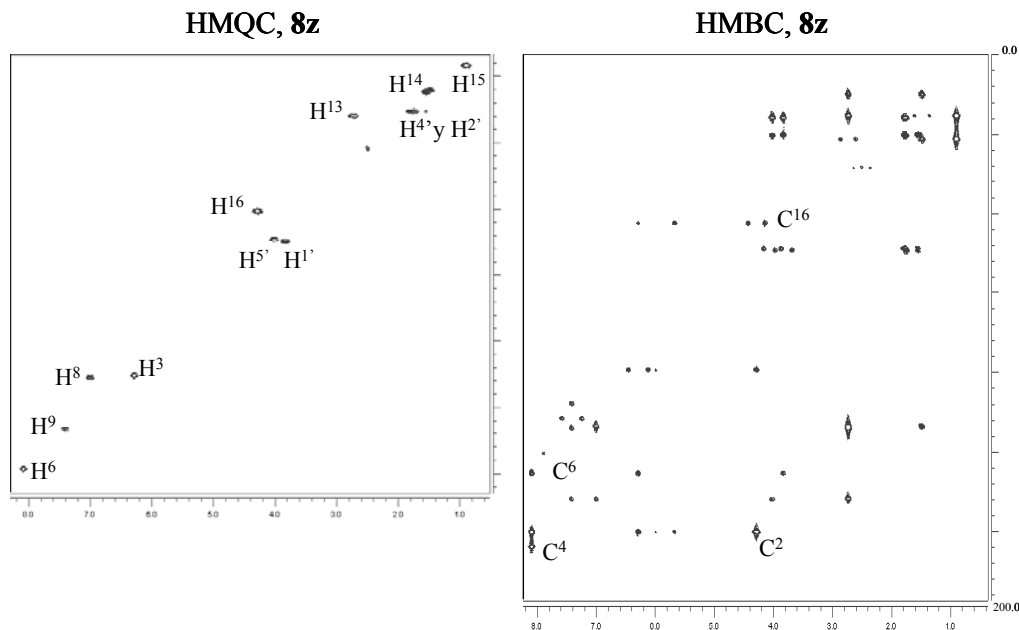 HMQC, 8z
H15
H14
H13
H4'y H2'
H16
H5' H1'
H3
H8
H9
H6
8.0 7.0 6.0 5.0 4.0 3.0 2.0 1.0
HMBC, 8z
0.0
C16
C6
C4
C2
200.0
8.0 7.0 0.0 5.0 4.0 3.0 2.0 1.0